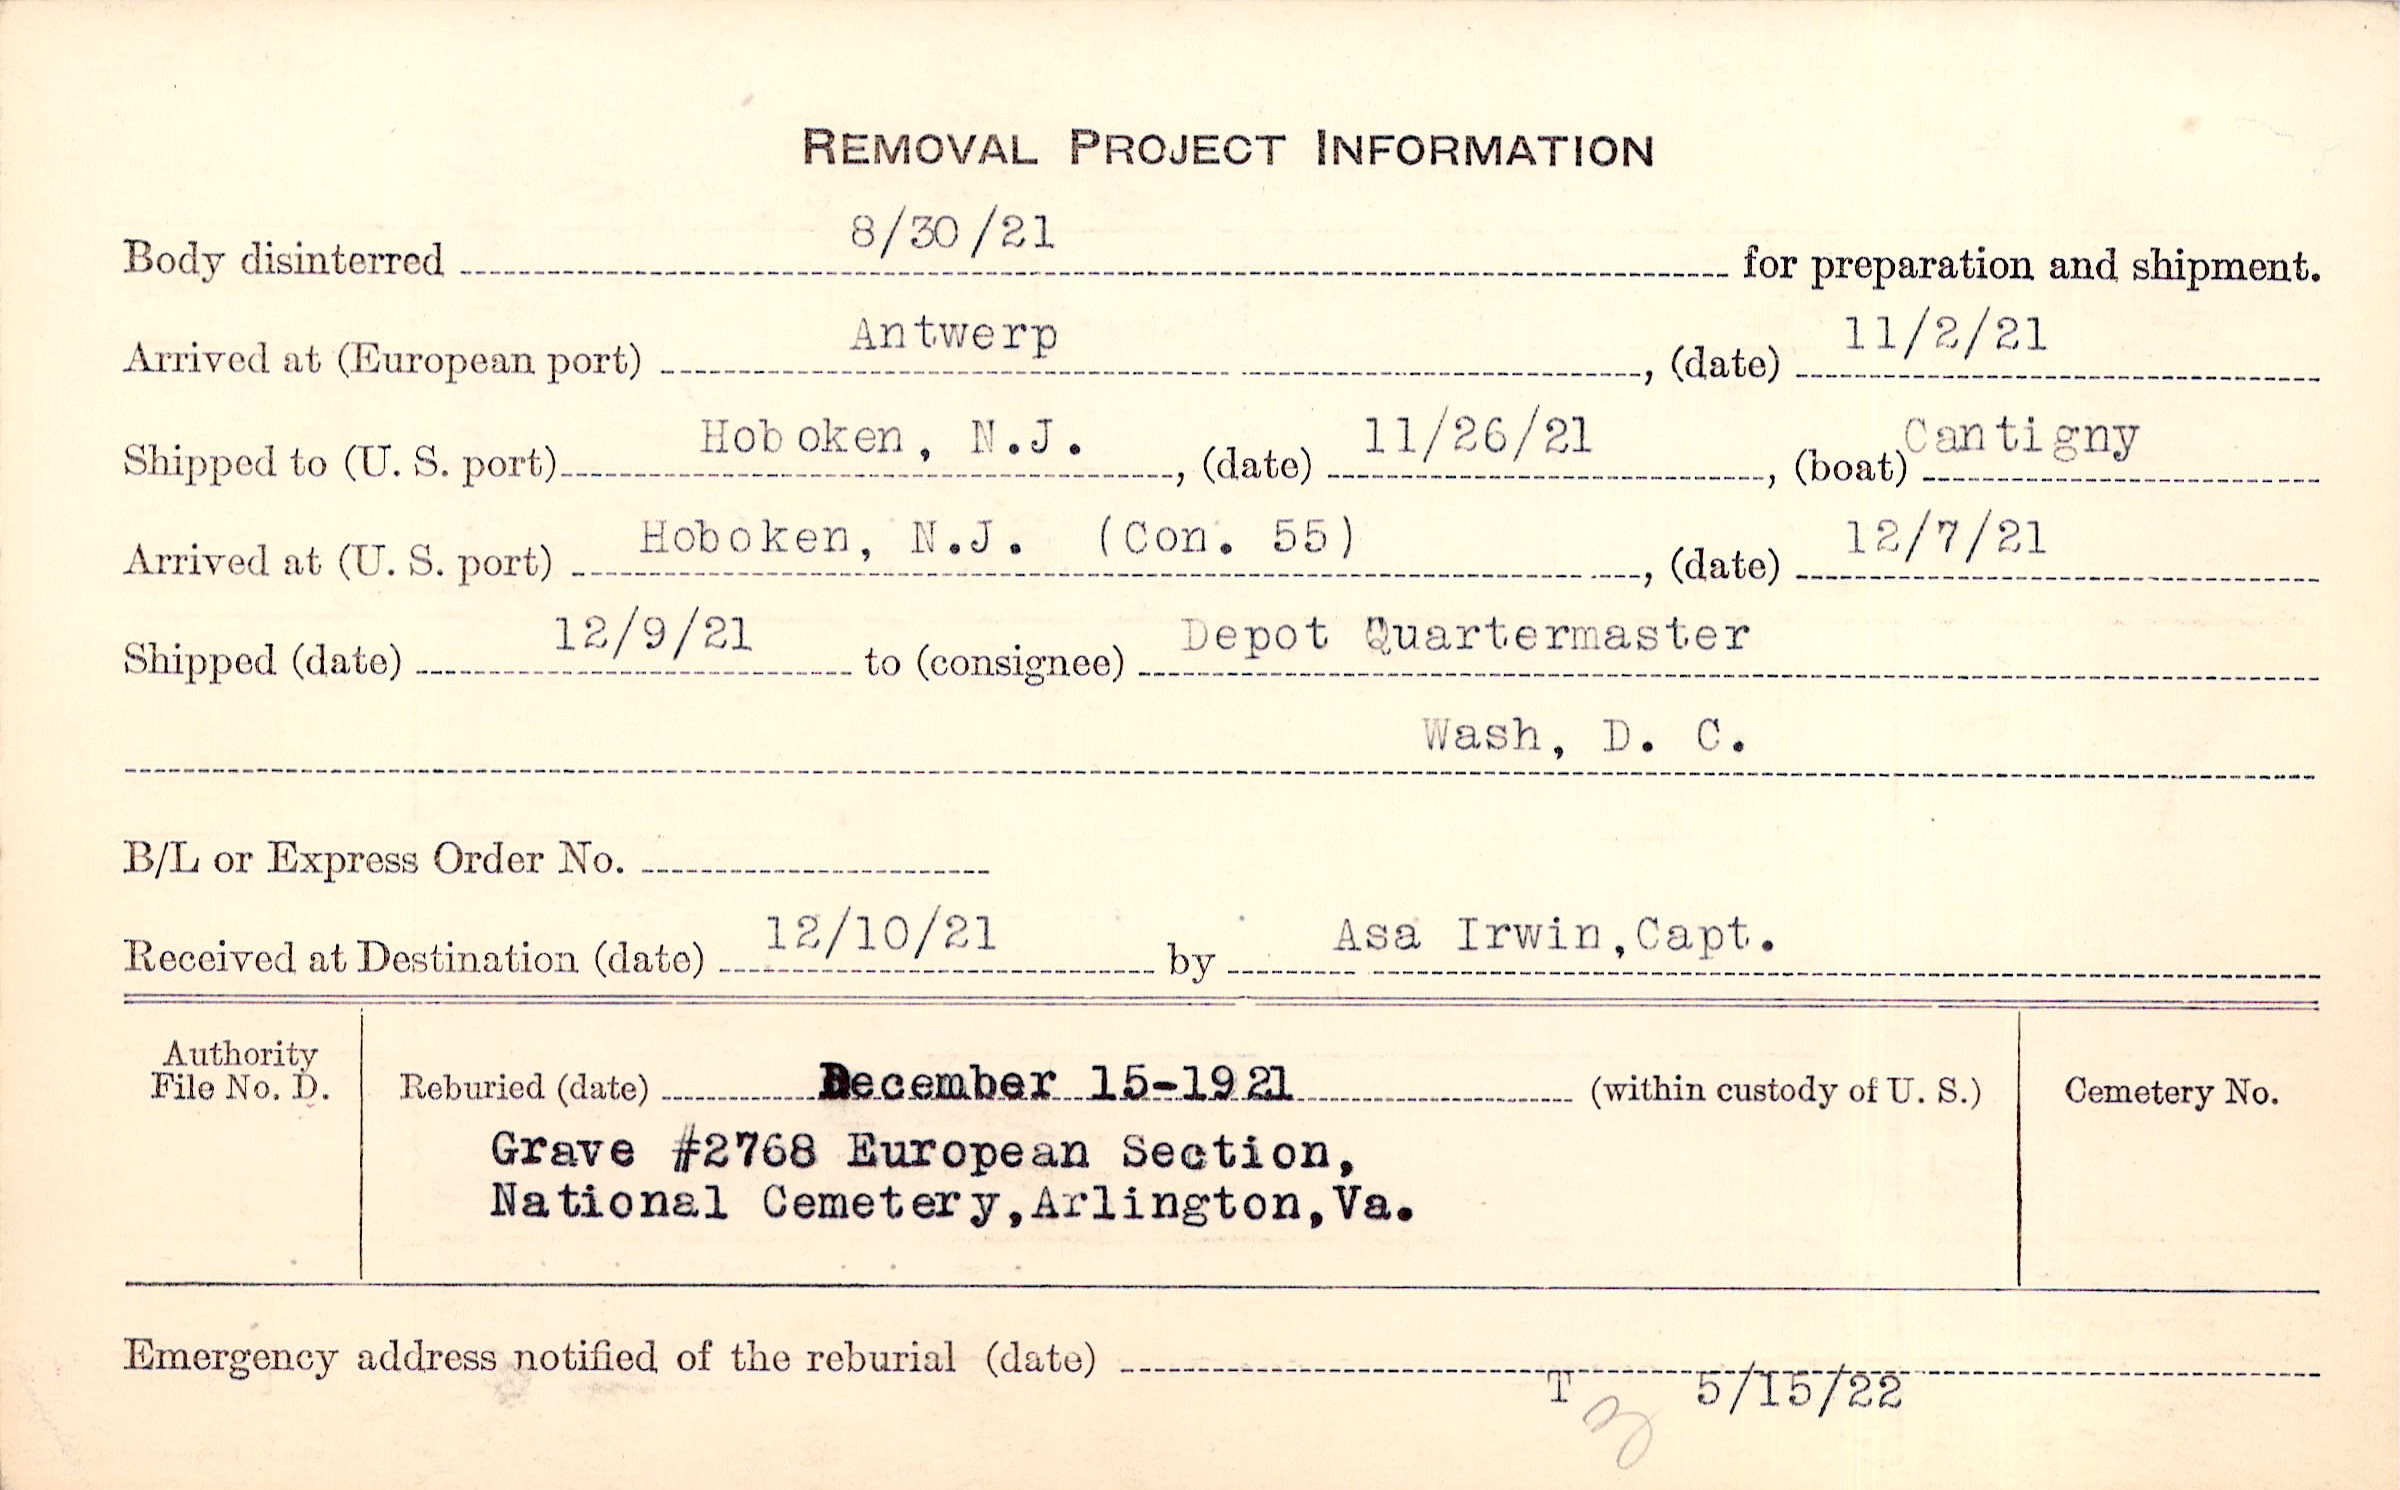 REMOVAL PROJECT INFORMATION
Body disinterred 8/30/21 for preparation and shipment.
Arrived at (European port) Antwerp, (date) 11/2/21
Shipped to (U. S. port) Hoboken, N.J., (date) 11/26/21, (boat) Cantigny
Arrived at (U. S. port) Hoboken, N.J. (Con. 55), (date) 12/7/21
Shipped (date) 12/9/21 to (consignee) Depot Quartermaster
Wash, D. C.
B/L or Express Order No.
Received at Destination (date) 12/10/21 by Asa Irwin,Capt.
Authority
File No. D.
Reburied (date) December 15-1921 (within custody of U. S.)
Grave #2768 European Section,
National Cemetery,Arlington,Va.
Cemetery No.
Emergency address notified of the reburial (date)
T 5/15/22